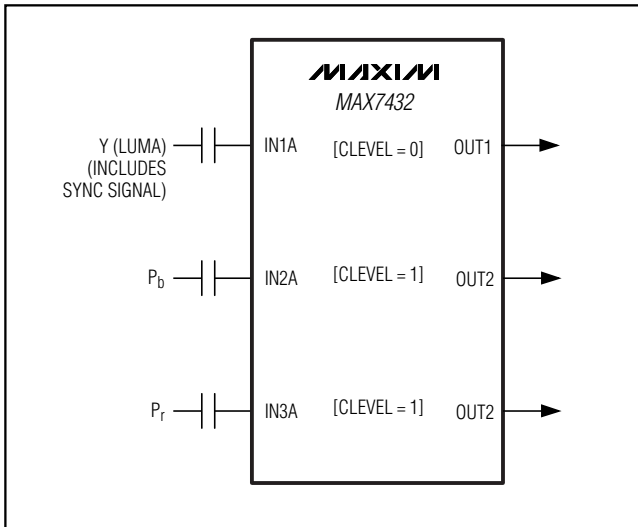 MAXIM
MAX7432
Y (LUMA)
(INCLUDES
SYNC SIGNAL)
IN1A [CLEVEL = 0] OUT1
Pb IN2A [CLEVEL = 1] OUT2
Pr IN3A [CLEVEL = 1] OUT2